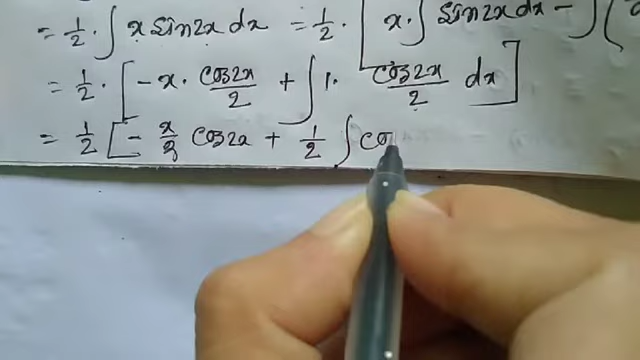 = 1/2 · ∫ x sin2x dx = 1/2 · [ x · ∫ sin2x dx - ∫ (
= 1/2 · [ - x · cos2x/2 + ∫ 1 · cos2x/2 dx ]
= 1/2 [ - x/2 cos2x + 1/2 ∫ cos